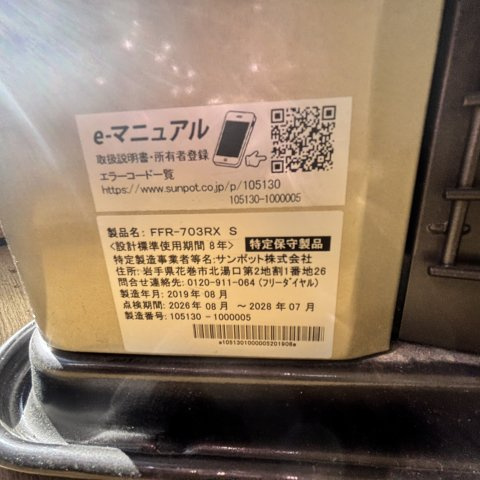 e-マニュアル
取扱説明書・所有者登録
エラーコード一覧
https://www.sunpot.co.jp/p/105130
105130-1000005
製品名: FFR-703RX S
<設計標準使用期間 8年> 特定保守製品
特定製造事業者等名:サンポット株式会社
住所: 岩手県花巻市北湯口第2地割1番地26
問合せ連絡先: 0120-911-064 (フリーダイヤル)
製造年月: 2019年 08月
点検期間: 2026年 08月 ~ 2028年 07月
製造番号: 105130 - 1000005
a1051301000005201908a